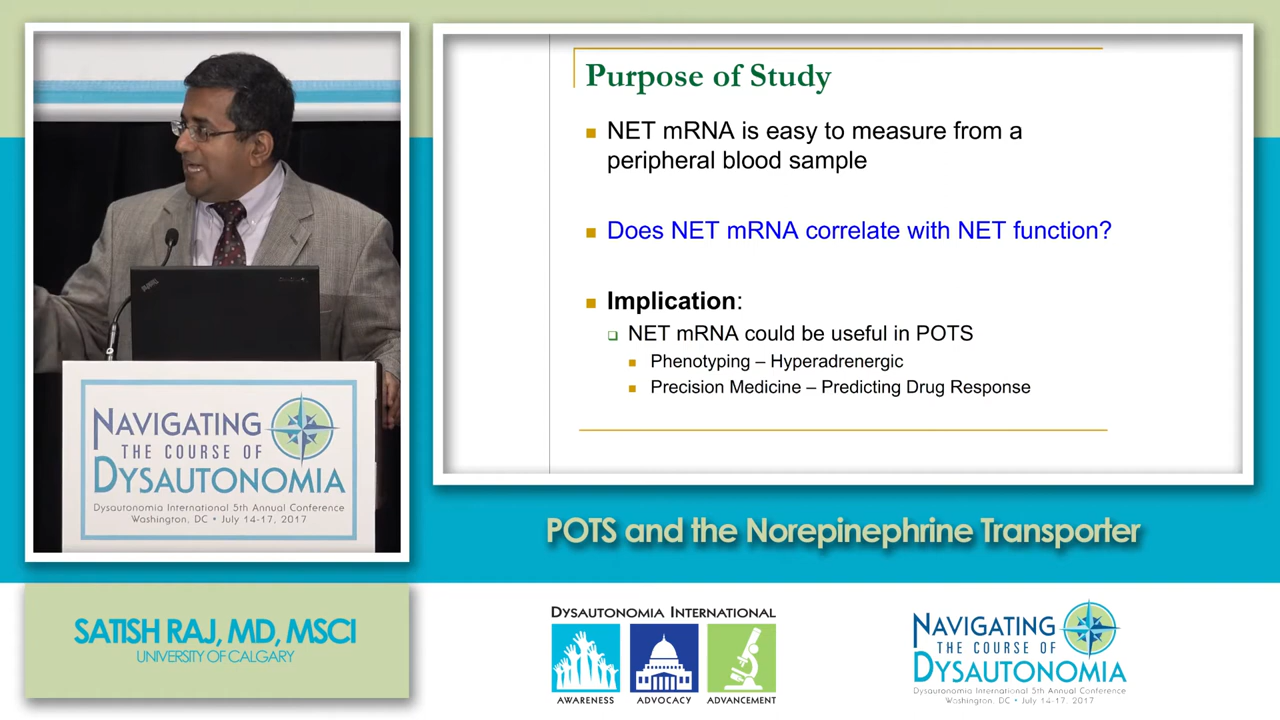 Purpose of Study
NET mRNA is easy to measure from a
peripheral blood sample
Does NET mRNA correlate with NET function?
Implication:
NET mRNA could be useful in POTS
Phenotyping – Hyperadrenergic
Precision Medicine – Predicting Drug Response
ThinkPad
NAVIGATING
THE COURSE OF
DYSAUTONOMIA
Dysautonomia International 5th Annual Conference
Washington, DC • July 14-17, 2017
POTS and the Norepinephrine Transporter
SATISH RAJ, MD, MSCI
UNIVERSITY OF CALGARY
DYSAUTONOMIA INTERNATIONAL
AWARENESS
ADVOCACY
ADVANCEMENT
NAVIGATING
THE COURSE OF
DYSAUTONOMIA
Dysautonomia International 5th Annual Conference
Washington, DC • July 14-17, 2017